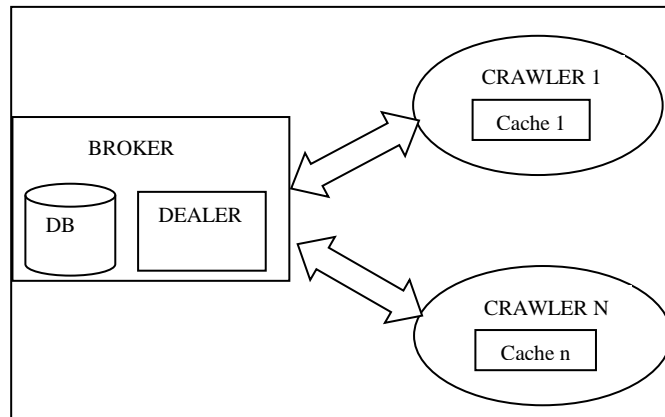 BROKER
DB
DEALER
CRAWLER 1
Cache 1
CRAWLER N
Cache n